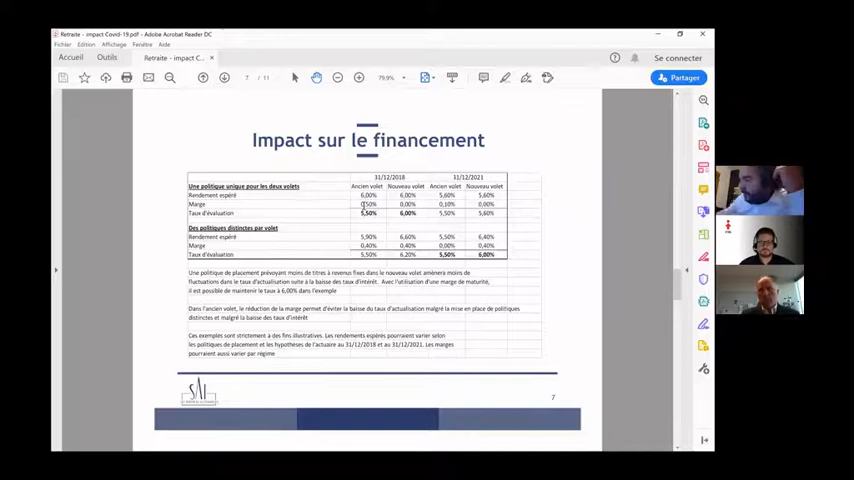 Retraite - impact Covid-19.pdf - Adobe Acrobat Reader DC
Fichier Edition Affichage Fenêtre Aide
Accueil Outils Retraite - impact C... × Se connecter
7 / 11 79,9% Partager
Impact sur le financement
31/12/2018 31/12/2021
Une politique unique pour les deux volets Ancien volet Nouveau volet Ancien volet Nouveau volet
Rendement espéré 6,00% 6,00% 5,60% 5,60%
Marge 0,50% 0,00% 0,10% 0,00%
Taux d'évaluation 5,50% 6,00% 5,50% 5,60%
Des politiques distinctes par volet
Rendement espéré 5,90% 6,60% 5,50% 6,40%
Marge 0,40% 0,40% 0,00% 0,40%
Taux d'évaluation 5,50% 6,20% 5,50% 6,00%
Une politique de placement prévoyant moins de titres à revenus fixes dans le nouveau volet amènera moins de
fluctuations dans le taux d'actualisation suite à la baisse des taux d'intérêt. Avec l'utilisation d'une marge de maturité,
il est possible de maintenir le taux à 6,00% dans l'exemple
Dans l'ancien volet, le réduction de la marge permet d'éviter la baisse du taux d'actualisation malgré la mise en place de politiques
distinctes et malgré la baisse des taux d'intérêt
Ces exemples sont strictement à des fins illustratives. Les rendements espérés pourront varier selon
les politiques de placement et les hypothèses de l'actuaire au 31/12/2018 et au 31/12/2021. Les marges
pourraient aussi varier par régime
SAI
7